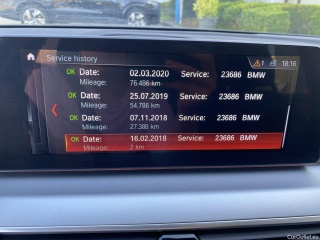 Service history
1
18:16
OK Date: 02.03.2020 Service: 23686 BMW
Mileage: 76.486 km
OK Date: 25.07.2019 Service: 23686 BMW
Mileage: 54.786 km
OK Date: 07.11.2018 Service: 23686 BMW
Mileage: 27.388 km
OK Date: 16.02.2018 Service: 23686 BMW
Mileage: 2 km
CarOutlet.eu